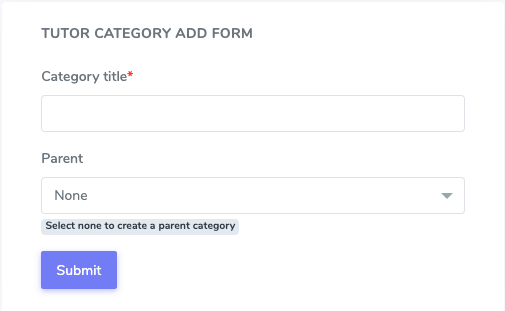 TUTOR CATEGORY ADD FORM
Category title*
Parent
None
Select none to create a parent category
Submit